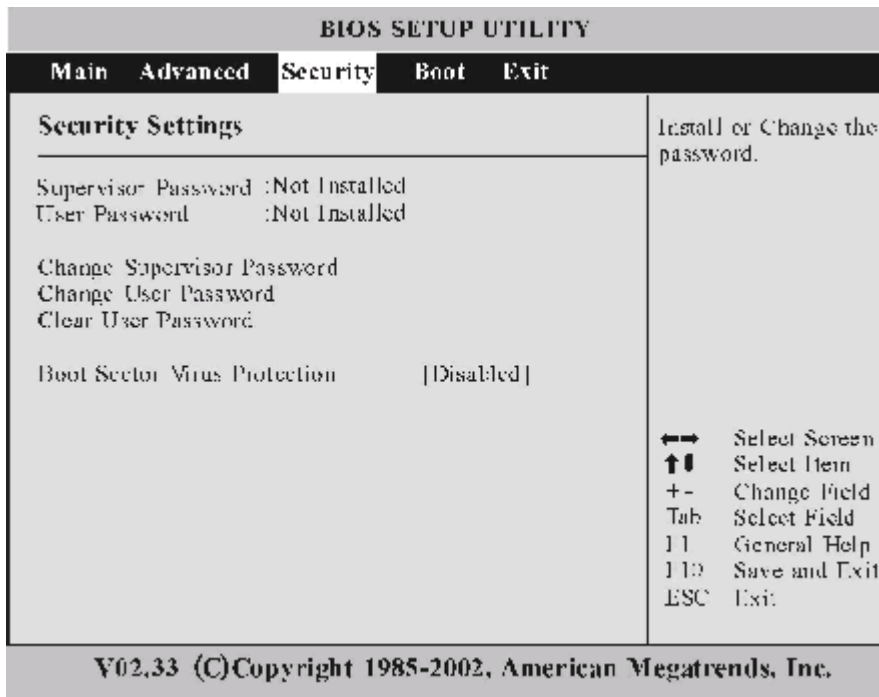 BIOS SETUP UTILITY
Main Advanced Security Boot Exit
Security Settings
Supervisor Password :Not Installed
User Password :Not Installed
Change Supervisor Password
Change User Password
Clear User Password
Boot Sector Virus Protection [Disabled]
Install or Change the
password.
←→ Select Screen
↑↓ Select Item
+- Change Field
Tab Select Field
F1 General Help
F10 Save and Exit
ESC Exit
V02.33 (C)Copyright 1985-2002, American Megatrends, Inc.